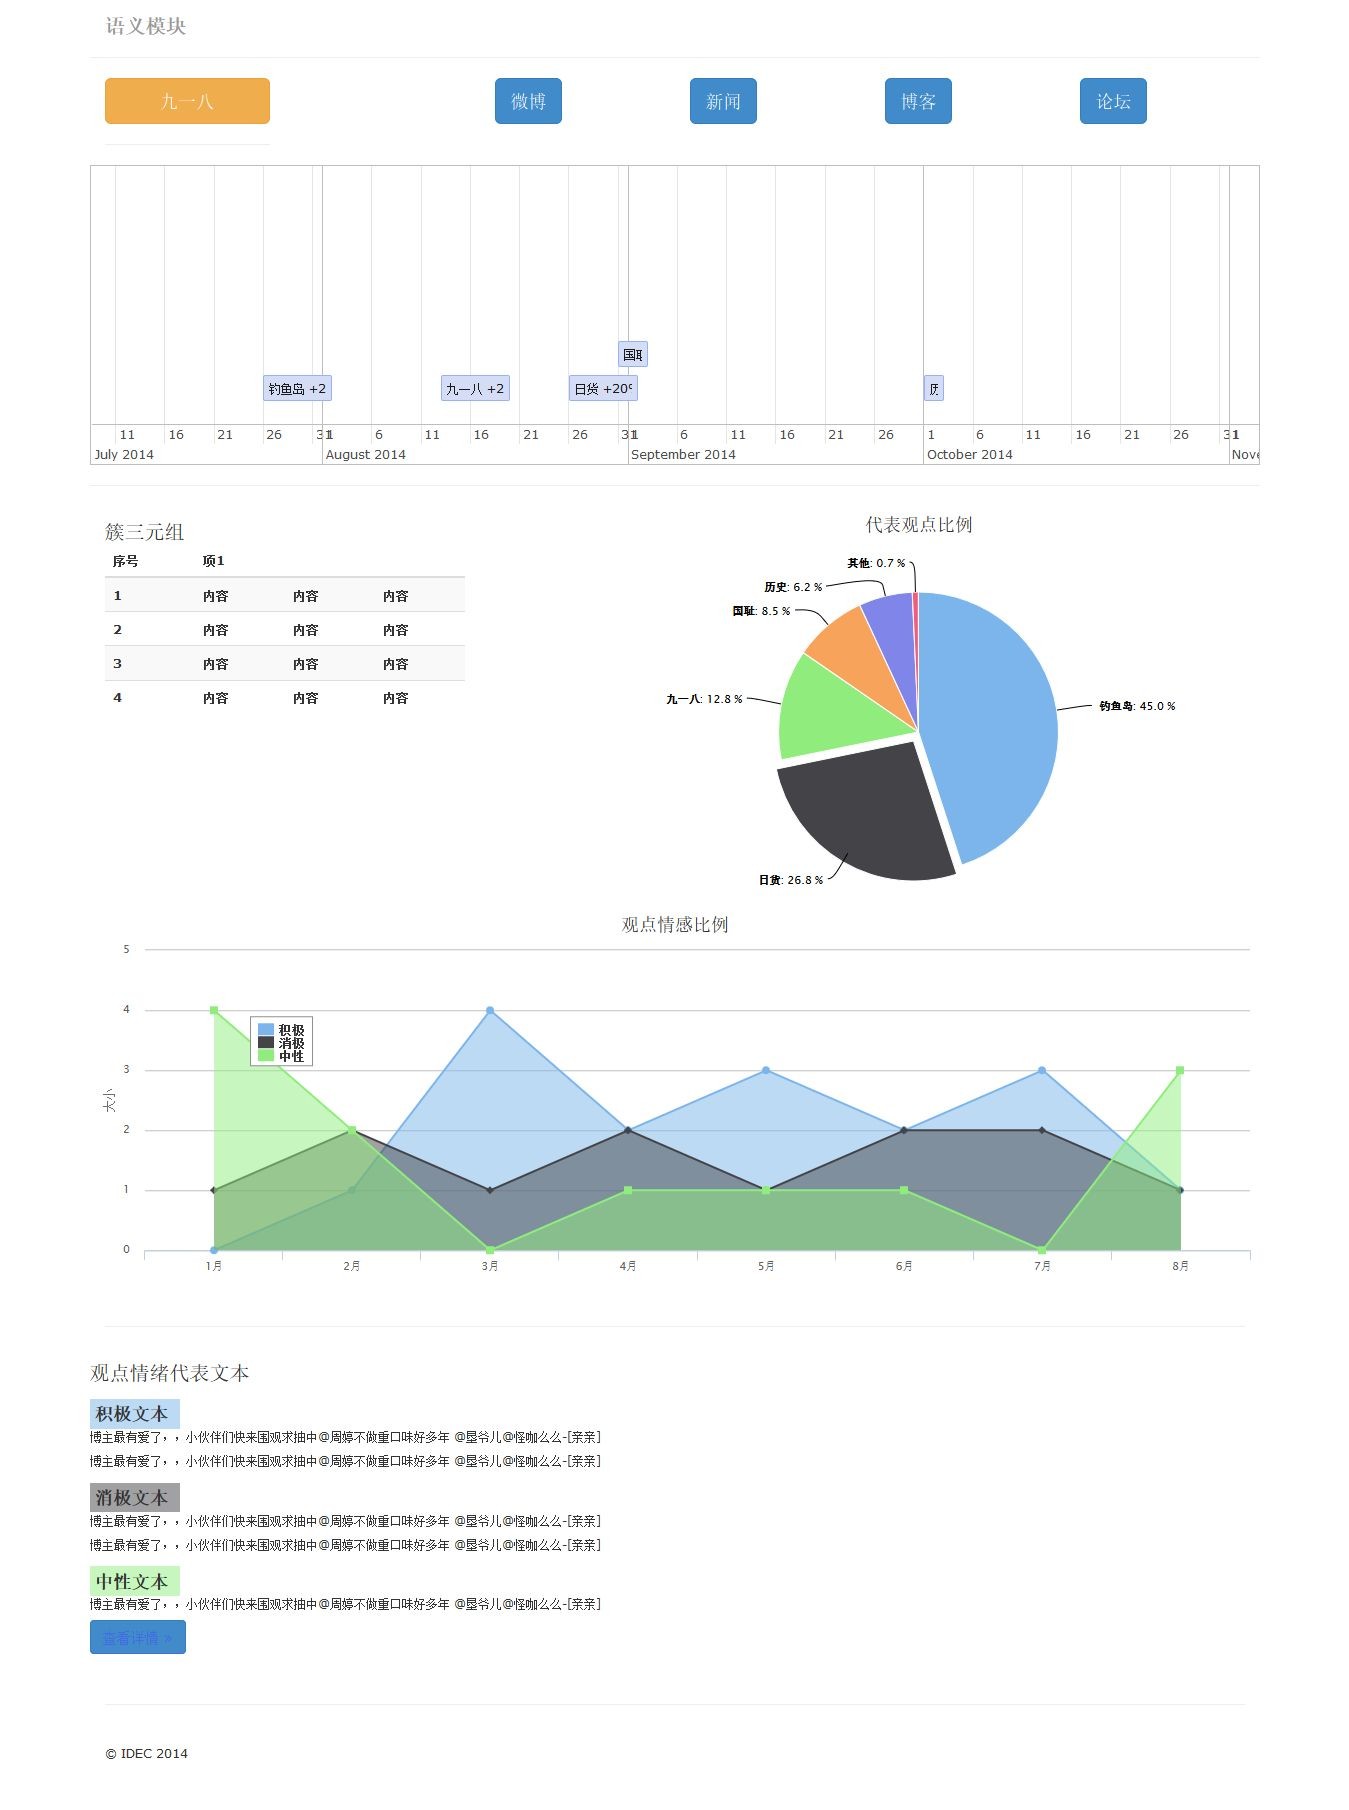 语义模块
九一八 微博 新闻 博客 论坛
国耻
钓鱼岛 +2 九一八 +2 日货 +20% 历
11 16 21 26 31 1 6 11 16 21 26 31 1 6 11 16 21 26 1 6 11 16 21 26 31 1
July 2014 August 2014 September 2014 October 2014 Nove
簇三元组
序号 项1
1 内容 内容 内容
2 内容 内容 内容
3 内容 内容 内容
4 内容 内容 内容
代表观点比例
其他: 0.7 %
历史: 6.2 %
国耻: 8.5 %
九一八: 12.8 %
钓鱼岛: 45.0 %
日货: 26.8 %
观点情感比例
5
4
3
2
1
0
大小
积极
消极
中性
1月 2月 3月 4月 5月 6月 7月 8月
观点情绪代表文本
积极文本
博主最有爱了，，小伙伴们快来围观求抽中@周婷不做重口味好多年 @垦爷儿@怪咖么么-[亲亲]
博主最有爱了，，小伙伴们快来围观求抽中@周婷不做重口味好多年 @垦爷儿@怪咖么么-[亲亲]
消极文本
博主最有爱了，，小伙伴们快来围观求抽中@周婷不做重口味好多年 @垦爷儿@怪咖么么-[亲亲]
博主最有爱了，，小伙伴们快来围观求抽中@周婷不做重口味好多年 @垦爷儿@怪咖么么-[亲亲]
中性文本
博主最有爱了，，小伙伴们快来围观求抽中@周婷不做重口味好多年 @垦爷儿@怪咖么么-[亲亲]
查看详情 »
© IDEC 2014